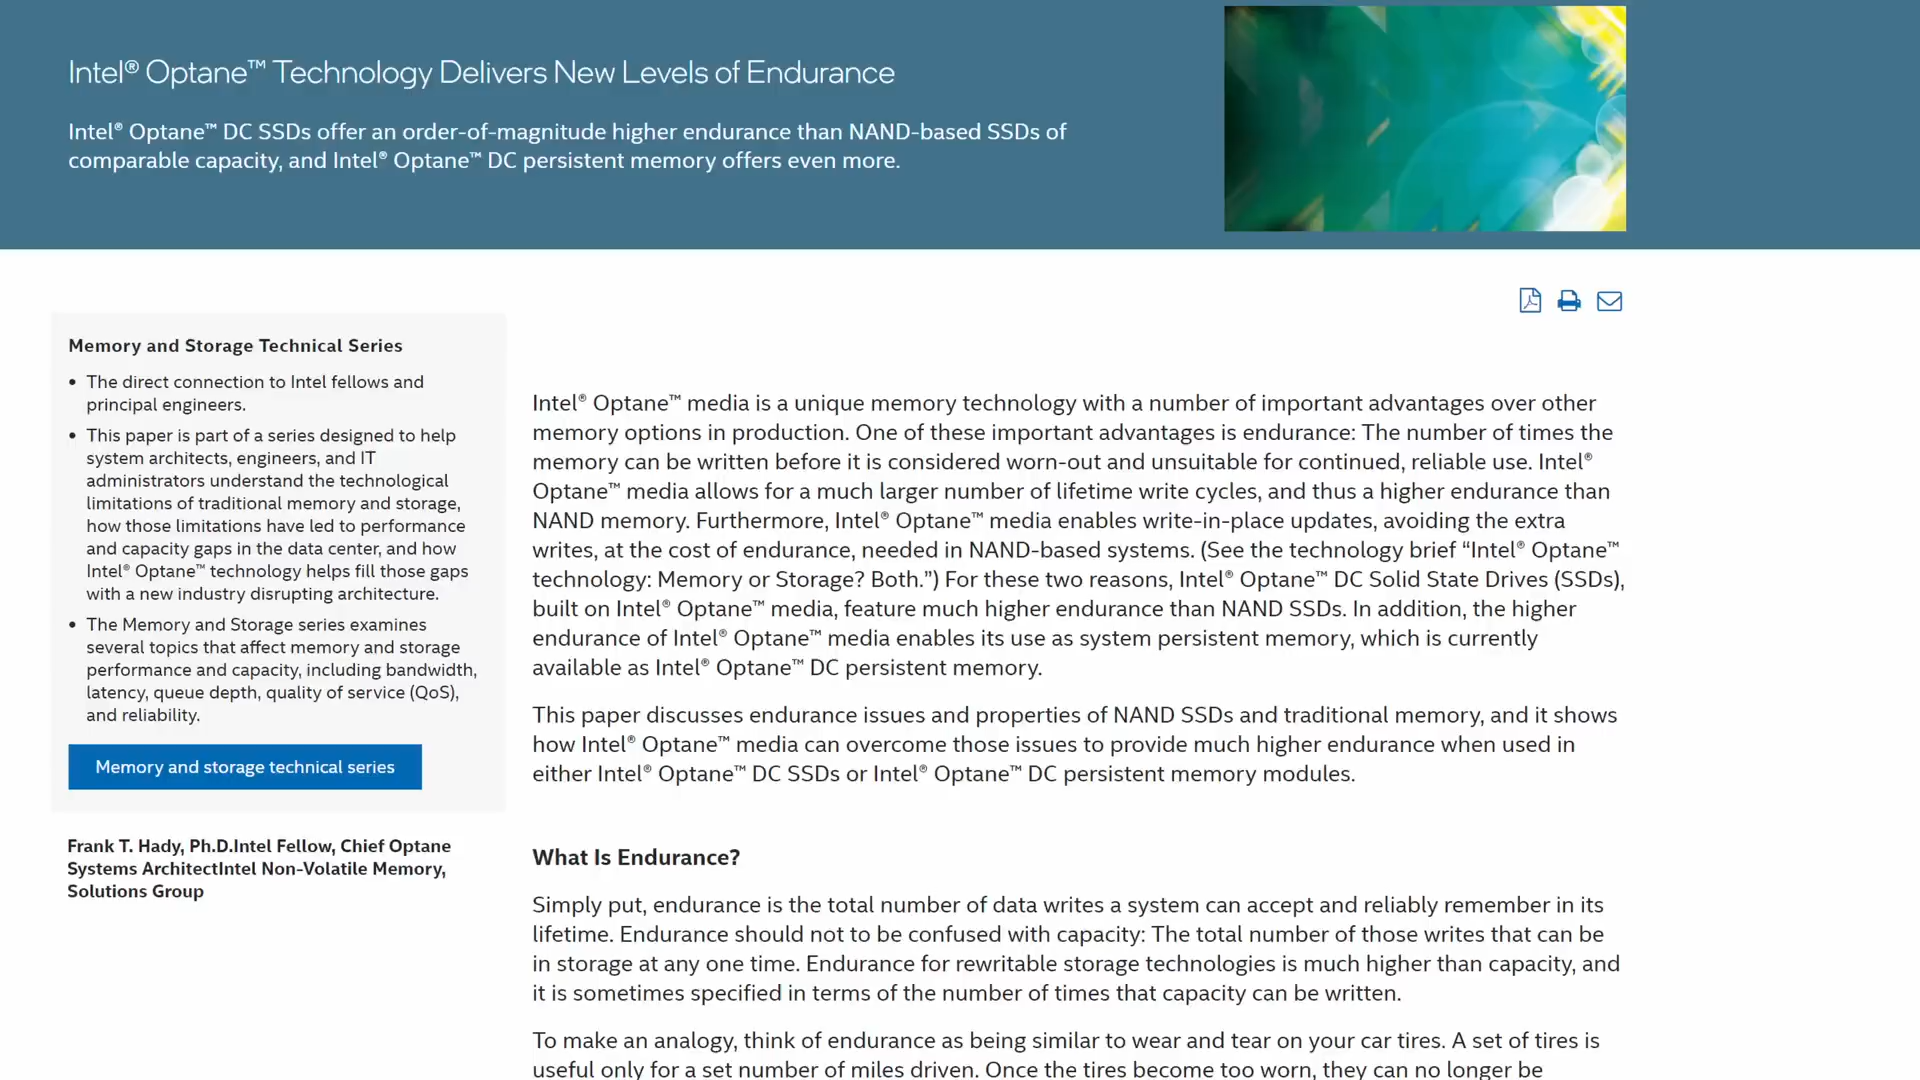 Intel® Optane™ Technology Delivers New Levels of Endurance
Intel® Optane™ DC SSDs offer an order-of-magnitude higher endurance than NAND-based SSDs of
comparable capacity, and Intel® Optane™ DC persistent memory offers even more.
Memory and Storage Technical Series
• The direct connection to Intel fellows and
principal engineers.
• This paper is part of a series designed to help
system architects, engineers, and IT
administrators understand the technological
limitations of traditional memory and storage,
how those limitations have led to performance
and capacity gaps in the data center, and how
Intel® Optane™ technology helps fill those gaps
with a new industry disrupting architecture.
• The Memory and Storage series examines
several topics that affect memory and storage
performance and capacity, including bandwidth,
latency, queue depth, quality of service (QoS),
and reliability.
Memory and storage technical series
Frank T. Hady, Ph.D.Intel Fellow, Chief Optane
Systems ArchitectIntel Non-Volatile Memory,
Solutions Group
Intel® Optane™ media is a unique memory technology with a number of important advantages over other
memory options in production. One of these important advantages is endurance: The number of times the
memory can be written before it is considered worn-out and unsuitable for continued, reliable use. Intel®
Optane™ media allows for a much larger number of lifetime write cycles, and thus a higher endurance than
NAND memory. Furthermore, Intel® Optane™ media enables write-in-place updates, avoiding the extra
writes, at the cost of endurance, needed in NAND-based systems. (See the technology brief “Intel® Optane™
technology: Memory or Storage? Both.”) For these two reasons, Intel® Optane™ DC Solid State Drives (SSDs),
built on Intel® Optane™ media, feature much higher endurance than NAND SSDs. In addition, the higher
endurance of Intel® Optane™ media enables its use as system persistent memory, which is currently
available as Intel® Optane™ DC persistent memory.
This paper discusses endurance issues and properties of NAND SSDs and traditional memory, and it shows
how Intel® Optane™ media can overcome those issues to provide much higher endurance when used in
either Intel® Optane™ DC SSDs or Intel® Optane™ DC persistent memory modules.
What Is Endurance?
Simply put, endurance is the total number of data writes a system can accept and reliably remember in its
lifetime. Endurance should not to be confused with capacity: The total number of those writes that can be
in storage at any one time. Endurance for rewritable storage technologies is much higher than capacity, and
it is sometimes specified in terms of the number of times that capacity can be written.
To make an analogy, think of endurance as being similar to wear and tear on your car tires. A set of tires is
useful only for a set number of miles driven. Once the tires become too worn, they can no longer be